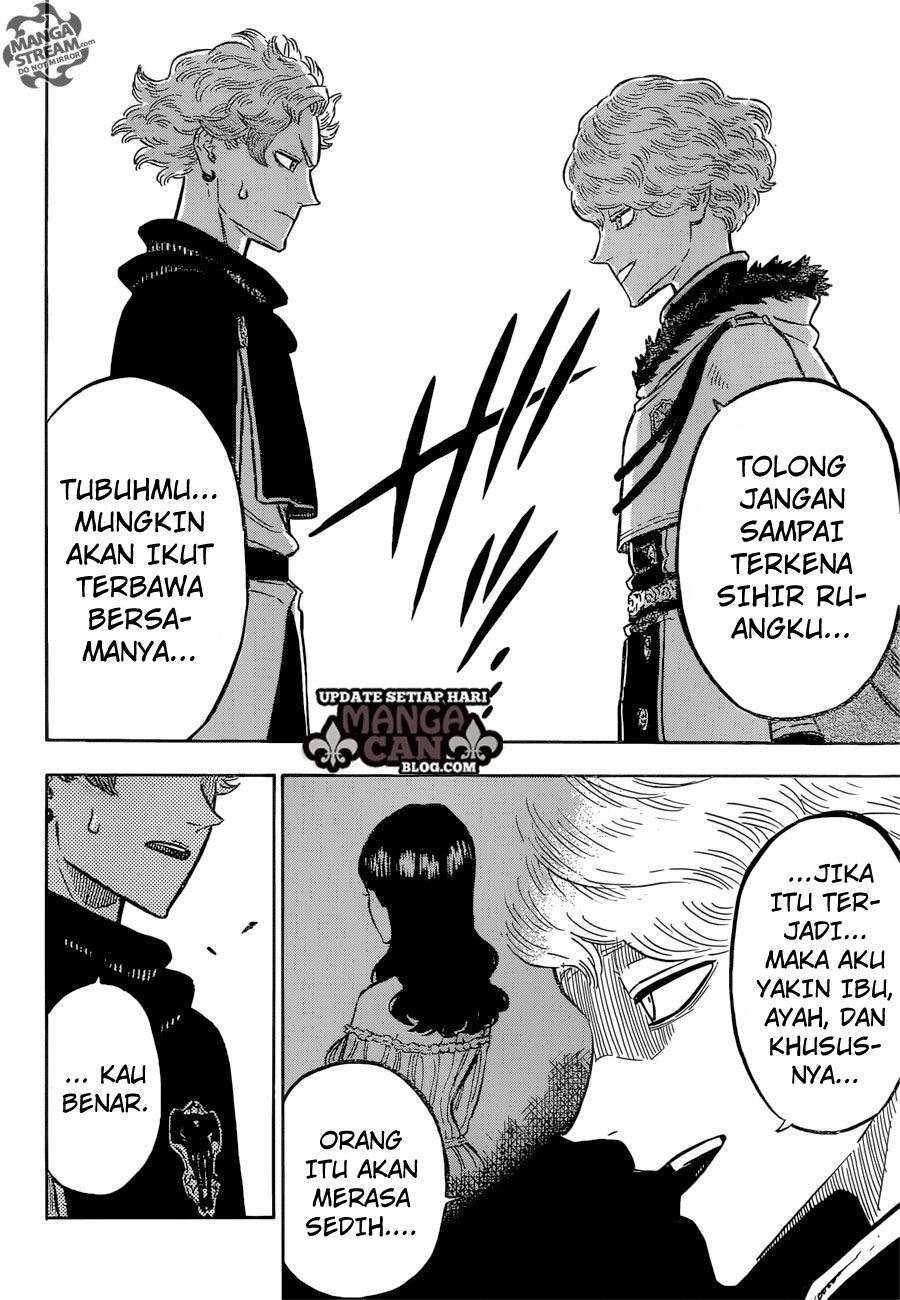 MANGA
STREAM.com
DO NOT MIRROR
TOLONG
JANGAN
SAMPAI
TERKENA
SIHIR RU-
ANGKU...
TUBUHMU...
MUNGKIN
AKAN IKUT
TERBAWA
BERSA-
MANYA...
UPDATE SETIAP HARI
MANGA
CAN
BLOG.COM
...JIKA
ITU TER-
JADI...
MAKA AKU
YAKIN IBU,
AYAH, DAN
KHUSUS-
NYA...
ORANG
ITU AKAN
MERASA
SEDIH....
... KAU
BENAR.